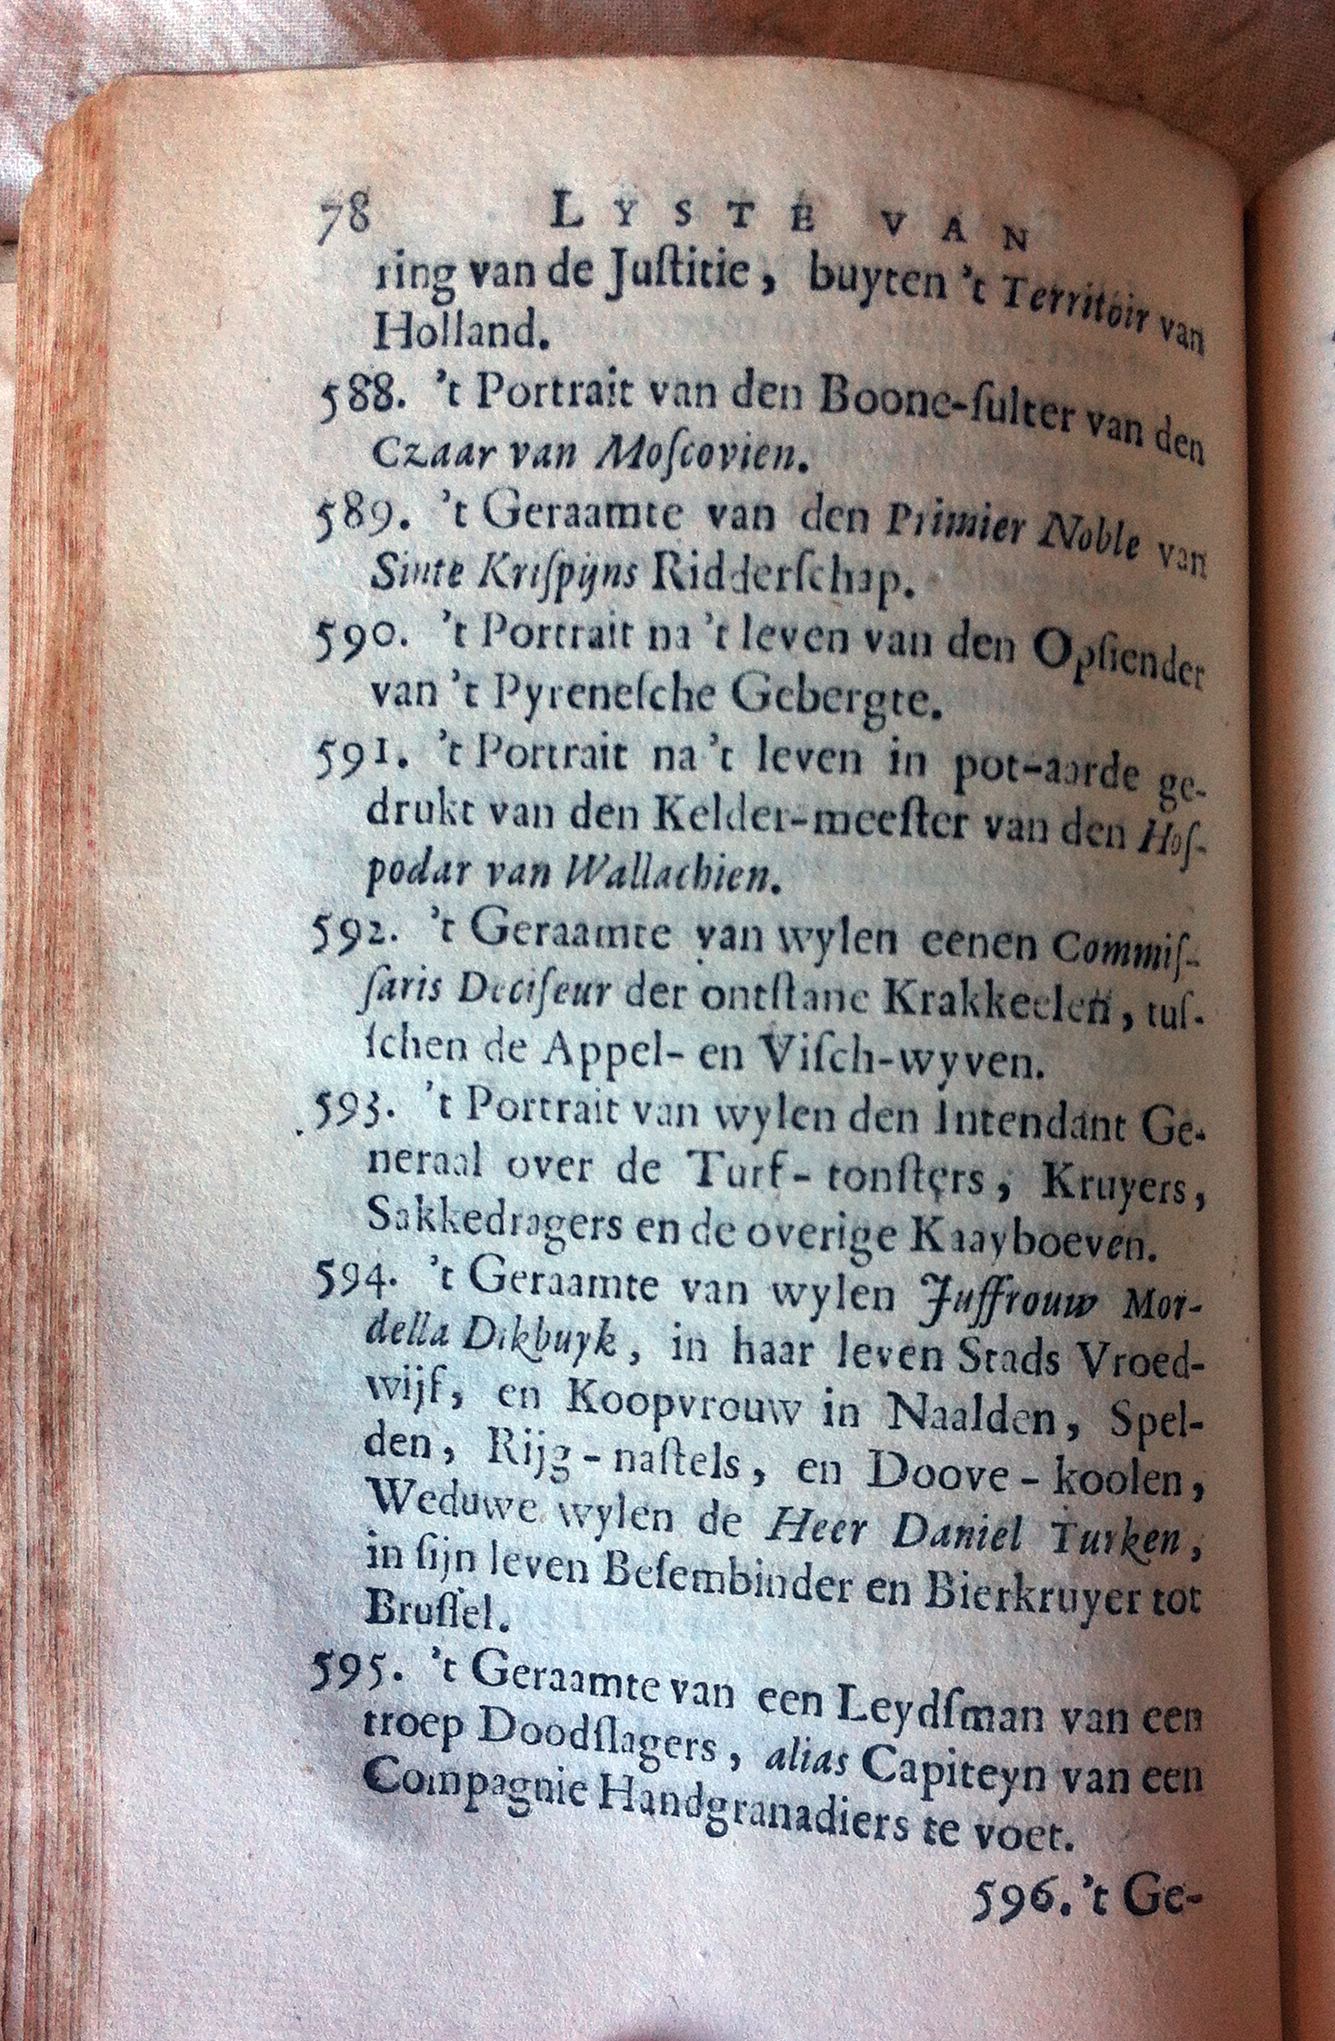 78 LYSTE VAN
ring van de Juſtitie, buyten 't Territoir van
Holland.
588. 't Portrait van den Boone-ſulter van den
Czaar van Moſcovien.
589. 't Geraamte van den Primier Noble van
Sinte Kriſpijns Ridderſchap.
590. 't Portrait na 't leven van den Opſiender
van 't Pyreneſche Gebergte.
591. 't Portrait na 't leven in pot-aarde ge-
drukt van den Kelder-meeſter van den Hoſ-
podar van Wallachien.
592. 't Geraamte van wylen eenen Commiſ-
ſaris Deciſeur der ontſtane Krakkeelen, tuſ-
ſchen de Appel- en Viſch-wyven.
593. 't Portrait van wylen den Intendant Ge-
neraal over de Turf-tonſters, Kruyers,
Sakkedragers en de overige Kaayboeven.
594. 't Geraamte van wylen Juffrouw Mor-
della Dikbuyk, in haar leven Stads Vroed-
wijf, en Koopvrouw in Naalden, Spel-
den, Rijg-naſtels, en Doove-koolen,
Weduwe wylen de Heer Daniel Turken,
in ſijn leven Beſembinder en Bierkruyer tot
Bruſſel.
595. 't Geraamte van een Leydſman van een
troep Doodſlagers, alias Capiteyn van een
Compagnie Handgranadiers te voet.
596. 't Ge-